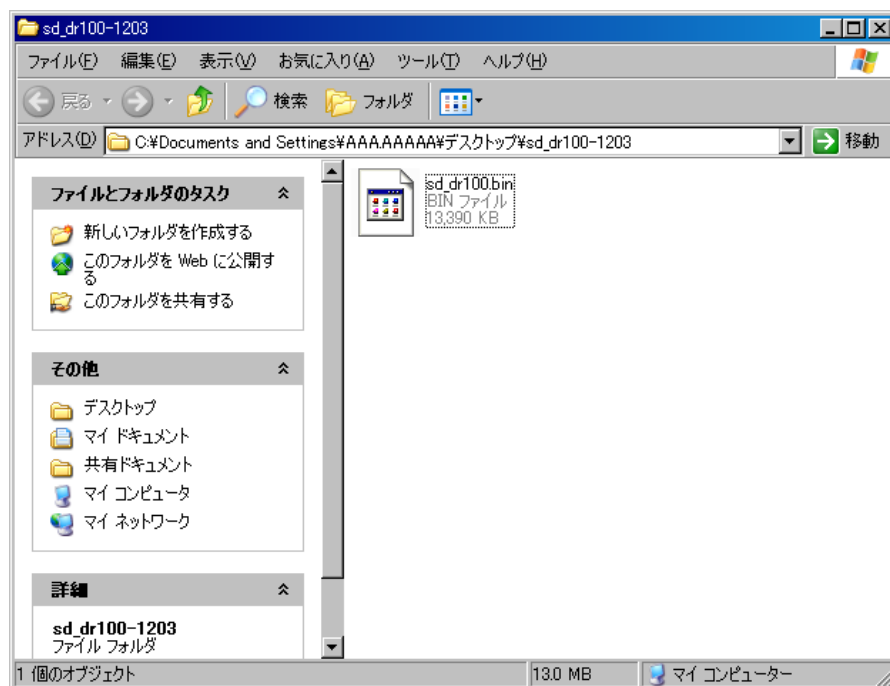 sd_dr100-1203
ファイル(F) 編集(E) 表示(V) お気に入り(A) ツール(T) ヘルプ(H)
戻る 検索 フォルダ
アドレス(D) C:¥Documents and Settings¥AAA.AAAAA¥デスクトップ¥sd_dr100-1203 移動
ファイルとフォルダのタスク
新しいフォルダを作成する
このフォルダを Web に公開す
る
このフォルダを共有する
その他
デスクトップ
マイ ドキュメント
共有ドキュメント
マイ コンピュータ
マイ ネットワーク
詳細
sd_dr100-1203
ファイル フォルダ
sd_dr100.bin
BIN ファイル
13,390 KB
1 個のオブジェクト 13.0 MB マイ コンピューター